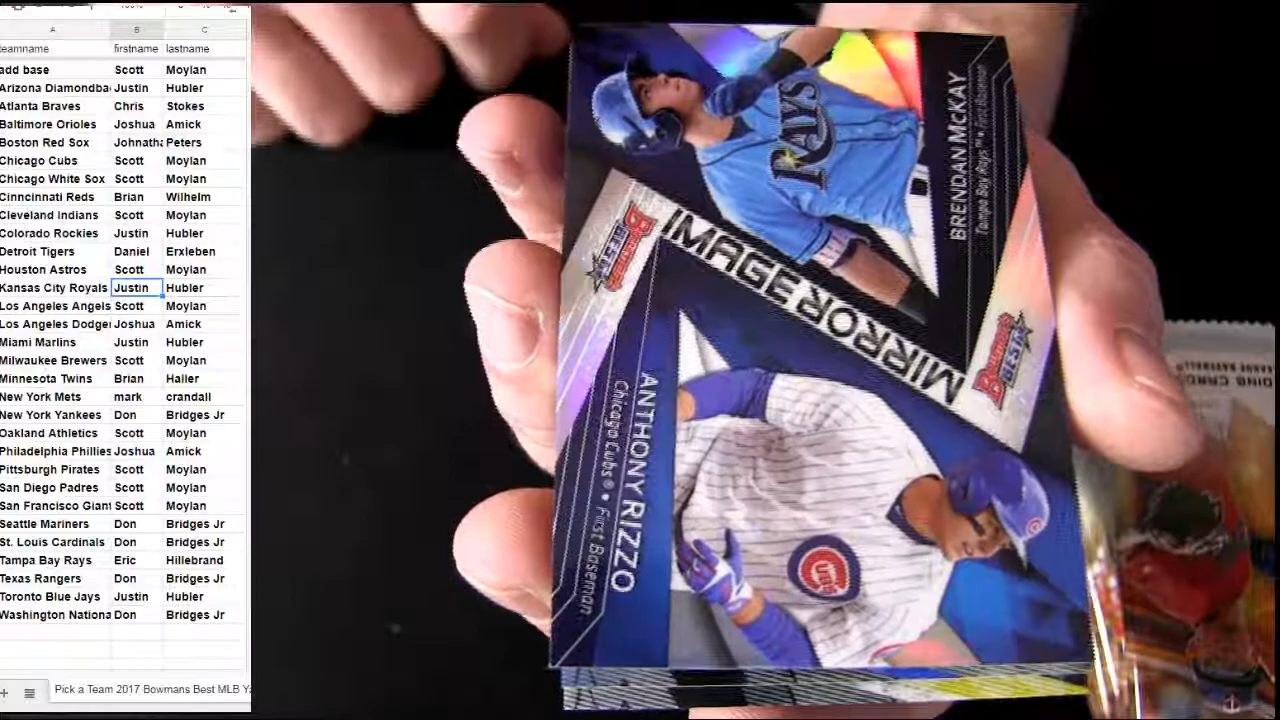 A B C
teamname firstname lastname
add base Scott Moylan
Arizona Diamondba Justin Hubler
Atlanta Braves Chris Stokes
Baltimore Orioles Joshua Amick
Boston Red Sox Johnatha Peters
Chicago Cubs Scott Moylan
Chicago White Sox Scott Moylan
Cinncinati Reds Brian Wilhelm
Cleveland Indians Scott Moylan
Colorado Rockies Justin Hubler
Detroit Tigers Daniel Erxleben
Houston Astros Scott Moylan
Kansas City Royals Justin Hubler
Los Angeles Angels Scott Moylan
Los Angeles Dodger Joshua Amick
Miami Marlins Justin Hubler
Milwaukee Brewers Scott Moylan
Minnesota Twins Brian Haller
New York Mets mark crandall
New York Yankees Don Bridges Jr
Oakland Athletics Scott Moylan
Philadelphia Phillies Joshua Amick
Pittsburgh Pirates Scott Moylan
San Diego Padres Scott Moylan
San Francisco Giant Scott Moylan
Seattle Mariners Don Bridges Jr
St. Louis Cardinals Don Bridges Jr
Tampa Bay Rays Eric Hillebrand
Texas Rangers Don Bridges Jr
Toronto Blue Jays Justin Hubler
Washington Nationa Don Bridges Jr
Pick a Team 2017 Bowmans Best MLB Ya
BRENDAN McKAY
Tampa Bay Rays™ • First Baseman
RAYS
Bowman's BEST
MIRROR IMAGE
Bowman's BEST
ANTHONY RIZZO
Chicago Cubs® • First Baseman
CUBS